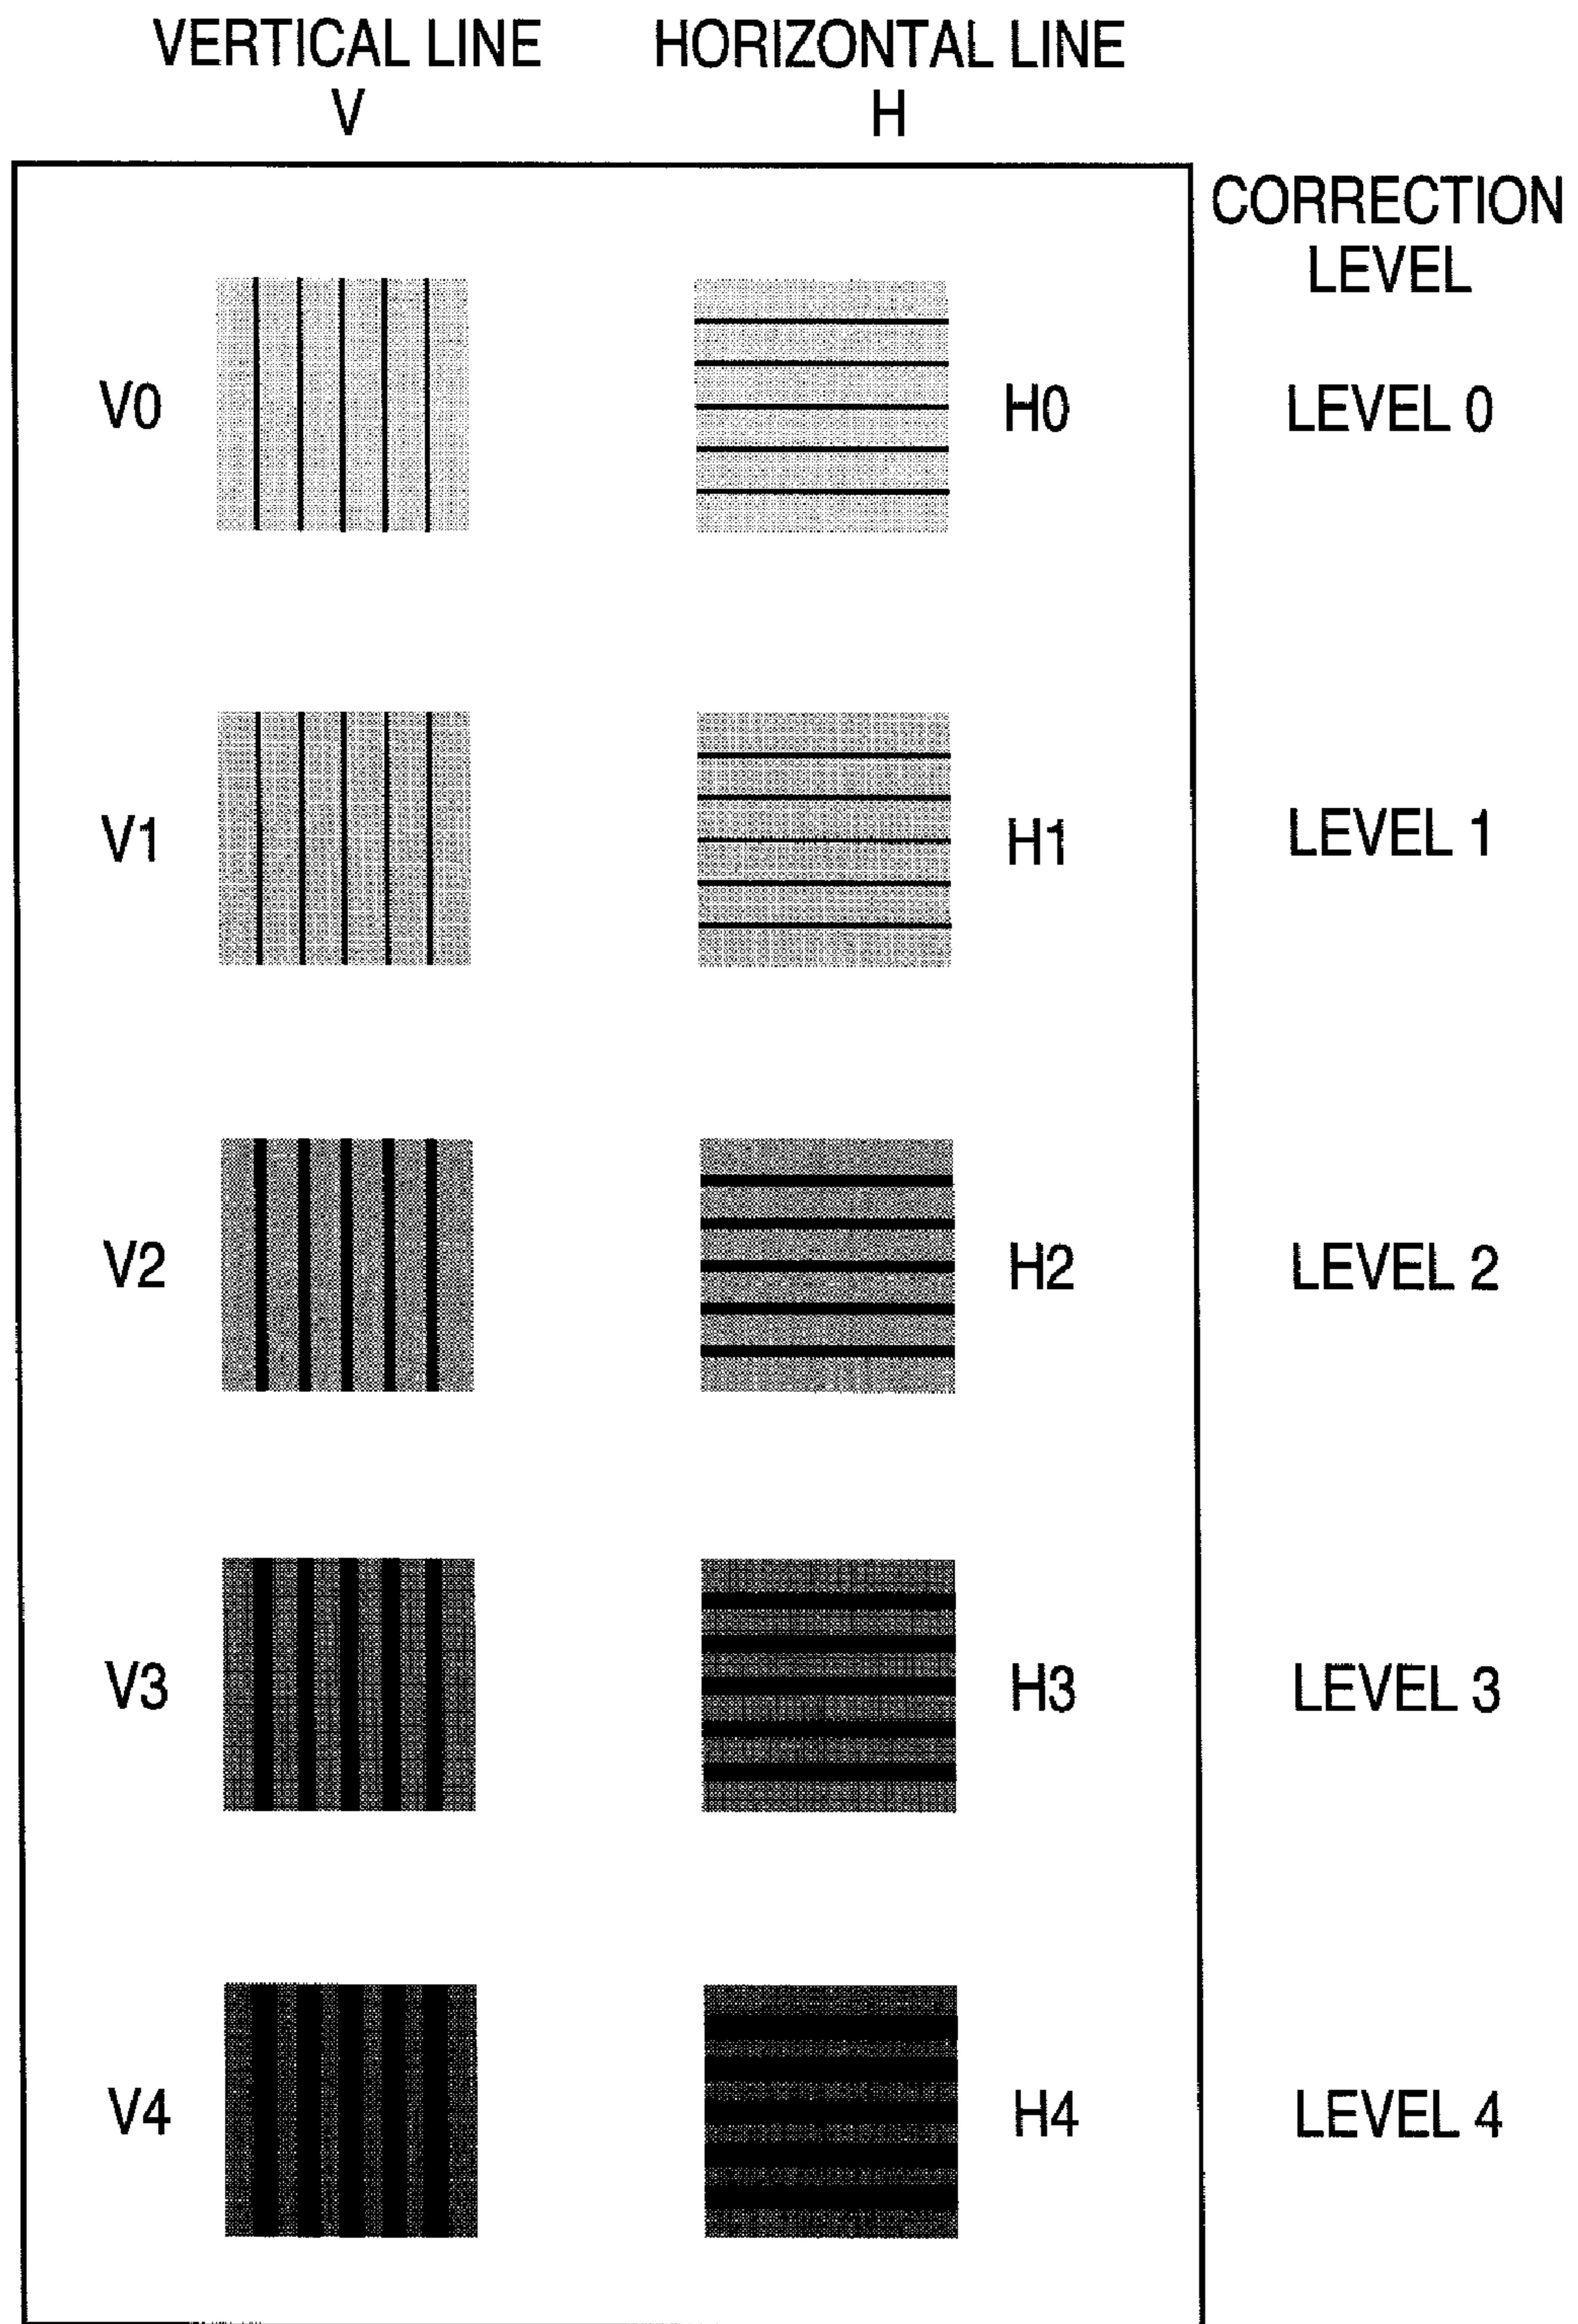 VERTICAL LINE HORIZONTAL LINE
V H
CORRECTION
LEVEL
V0 H0 LEVEL 0
V1 H1 LEVEL 1
V2 H2 LEVEL 2
V3 H3 LEVEL 3
V4 H4 LEVEL 4